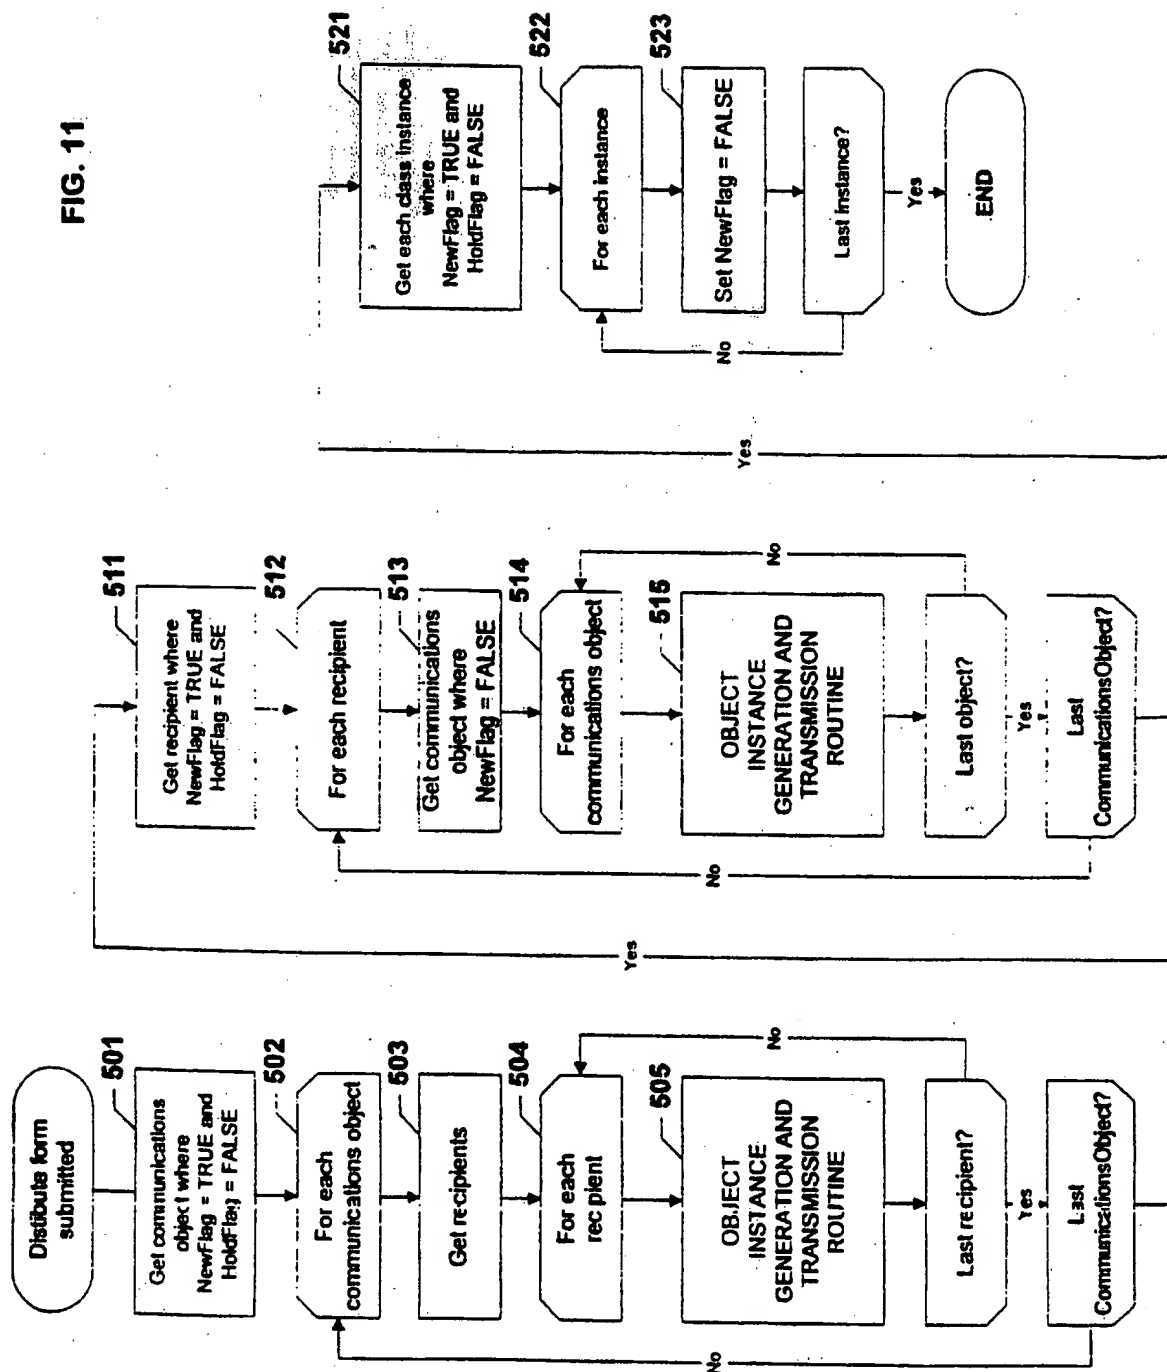 FIG. 11
Distibute form
submitted
501
Get communications
object where
NewFlag = TRUE and
HoldFlag = FALSE
502
For each
communications object
503
Get recipients
504
For each
recipient
505
OBJECT
INSTANCE
GENERATION AND
TRANSMISSION
ROUTINE
Last recipient?
No
Yes
Last
CommunicationsObject?
No
Yes
511
Get recipient where
NewFlag = TRUE and
HoldFlag = FALSE
512
For each recipient
513
Get communications
object where
NewFlag = FALSE
514
For each
communications object
515
OBJECT
INSTANCE
GENERATION AND
TRANSMISSION
ROUTINE
Last object?
No
Yes
Last
CommunicationsObject?
No
Yes
521
Get each class instance
where
NewFlag = TRUE and
HoldFlag = FALSE
522
For each instance
523
Set NewFlag = FALSE
Last instance?
No
Yes
END